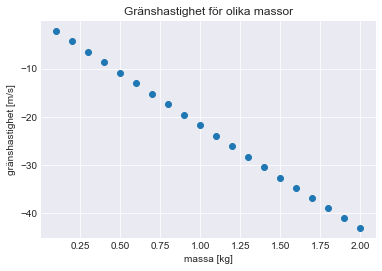 Gränshastighet för olika massor
gränshastighet [m/s]
−10
−20
−30
−40
0.25 0.50 0.75 1.00 1.25 1.50 1.75 2.00
massa [kg]